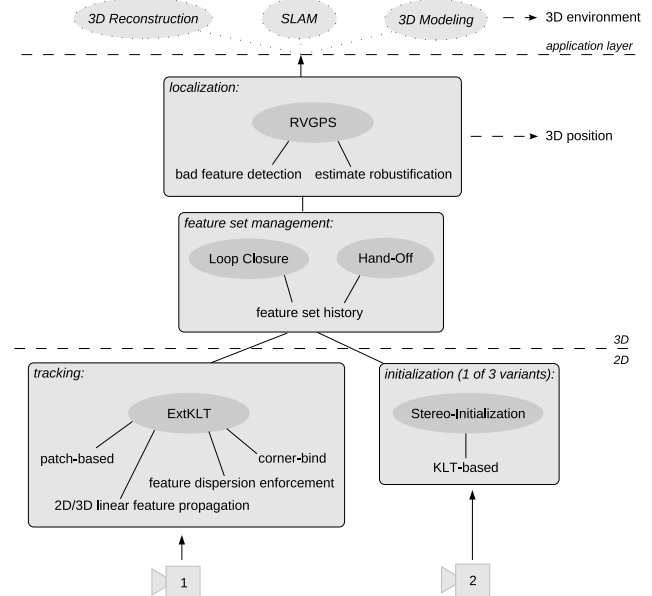 3D Reconstruction
SLAM
3D Modeling
3D environment
application layer
localization:
RVGPS
bad feature detection
estimate robustification
3D position
feature set management:
Loop Closure
Hand-Off
feature set history
3D
2D
tracking:
ExtKLT
patch-based
corner-bind
feature dispersion enforcement
2D/3D linear feature propagation
initialization (1 of 3 variants):
Stereo-Initialization
KLT-based
1
2